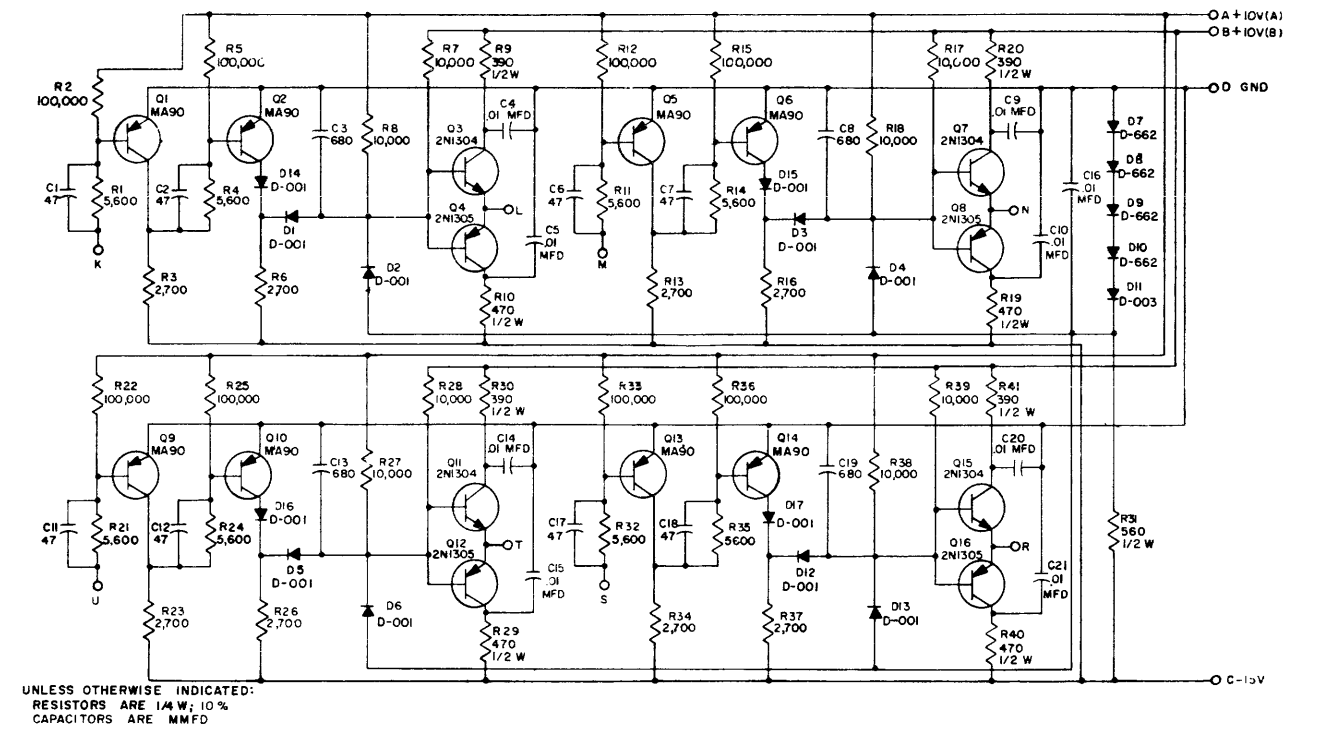 A+10V(A)
B+10V(B)
D GND
C-15V
R2
100,000
R5
100,000
R7
10,000
R9
390
1/2W
R12
100,000
R15
100,000
R17
10,000
R20
390
1/2W
Q1
MA90
Q2
MA90
C3
680
R8
10,000
Q3
2N1304
C4
.01 MFD
Q5
MA90
Q6
MA90
C8
680
R18
10,000
Q7
2N1304
C9
.01 MFD
D7
D-662
D8
D-662
D9
D-662
D10
D-662
D11
D-003
C1
47
R1
5,600
C2
47
R4
5,600
D14
D-001
D1
D-001
Q4
2N1305
L
C5
.01
MFD
C6
47
R11
5,600
C7
47
R14
5,600
D15
D-001
D3
D-001
Q8
2N1305
N
C10
.01
MFD
C16
.01
MFD
K
R3
2,700
R6
2,700
D2
D-001
R10
470
1/2W
M
R13
2,700
R16
2,700
D4
D-001
R19
470
1/2W
R22
100,000
R25
100,000
R28
10,000
R30
390
1/2 W
R33
100,000
R36
100,000
R39
10,000
R41
390
1/2 W
Q9
MA90
Q10
MA90
C13
680
R27
10,000
Q11
2N1304
C14
.01 MFD
Q13
MA90
Q14
MA90
C19
680
R38
10,000
Q15
2N1304
C20
.01 MFD
C11
47
R21
5,600
C12
47
R24
5,600
D16
D-001
D5
D-001
Q12
2N1305
T
C15
.01
MFD
C17
47
R32
5,600
C18
47
R35
5600
D17
D-001
D12
D-001
Q16
2N1305
R
C21
.01
MFD
R31
560
1/2 W
U
R23
2,700
R26
2,700
D6
D-001
R29
470
1/2 W
S
R34
2,700
R37
2,700
D13
D-001
R40
470
1/2 W
UNLESS OTHERWISE INDICATED:
RESISTORS ARE 1/4 W; 10%
CAPACITORS ARE MMFD